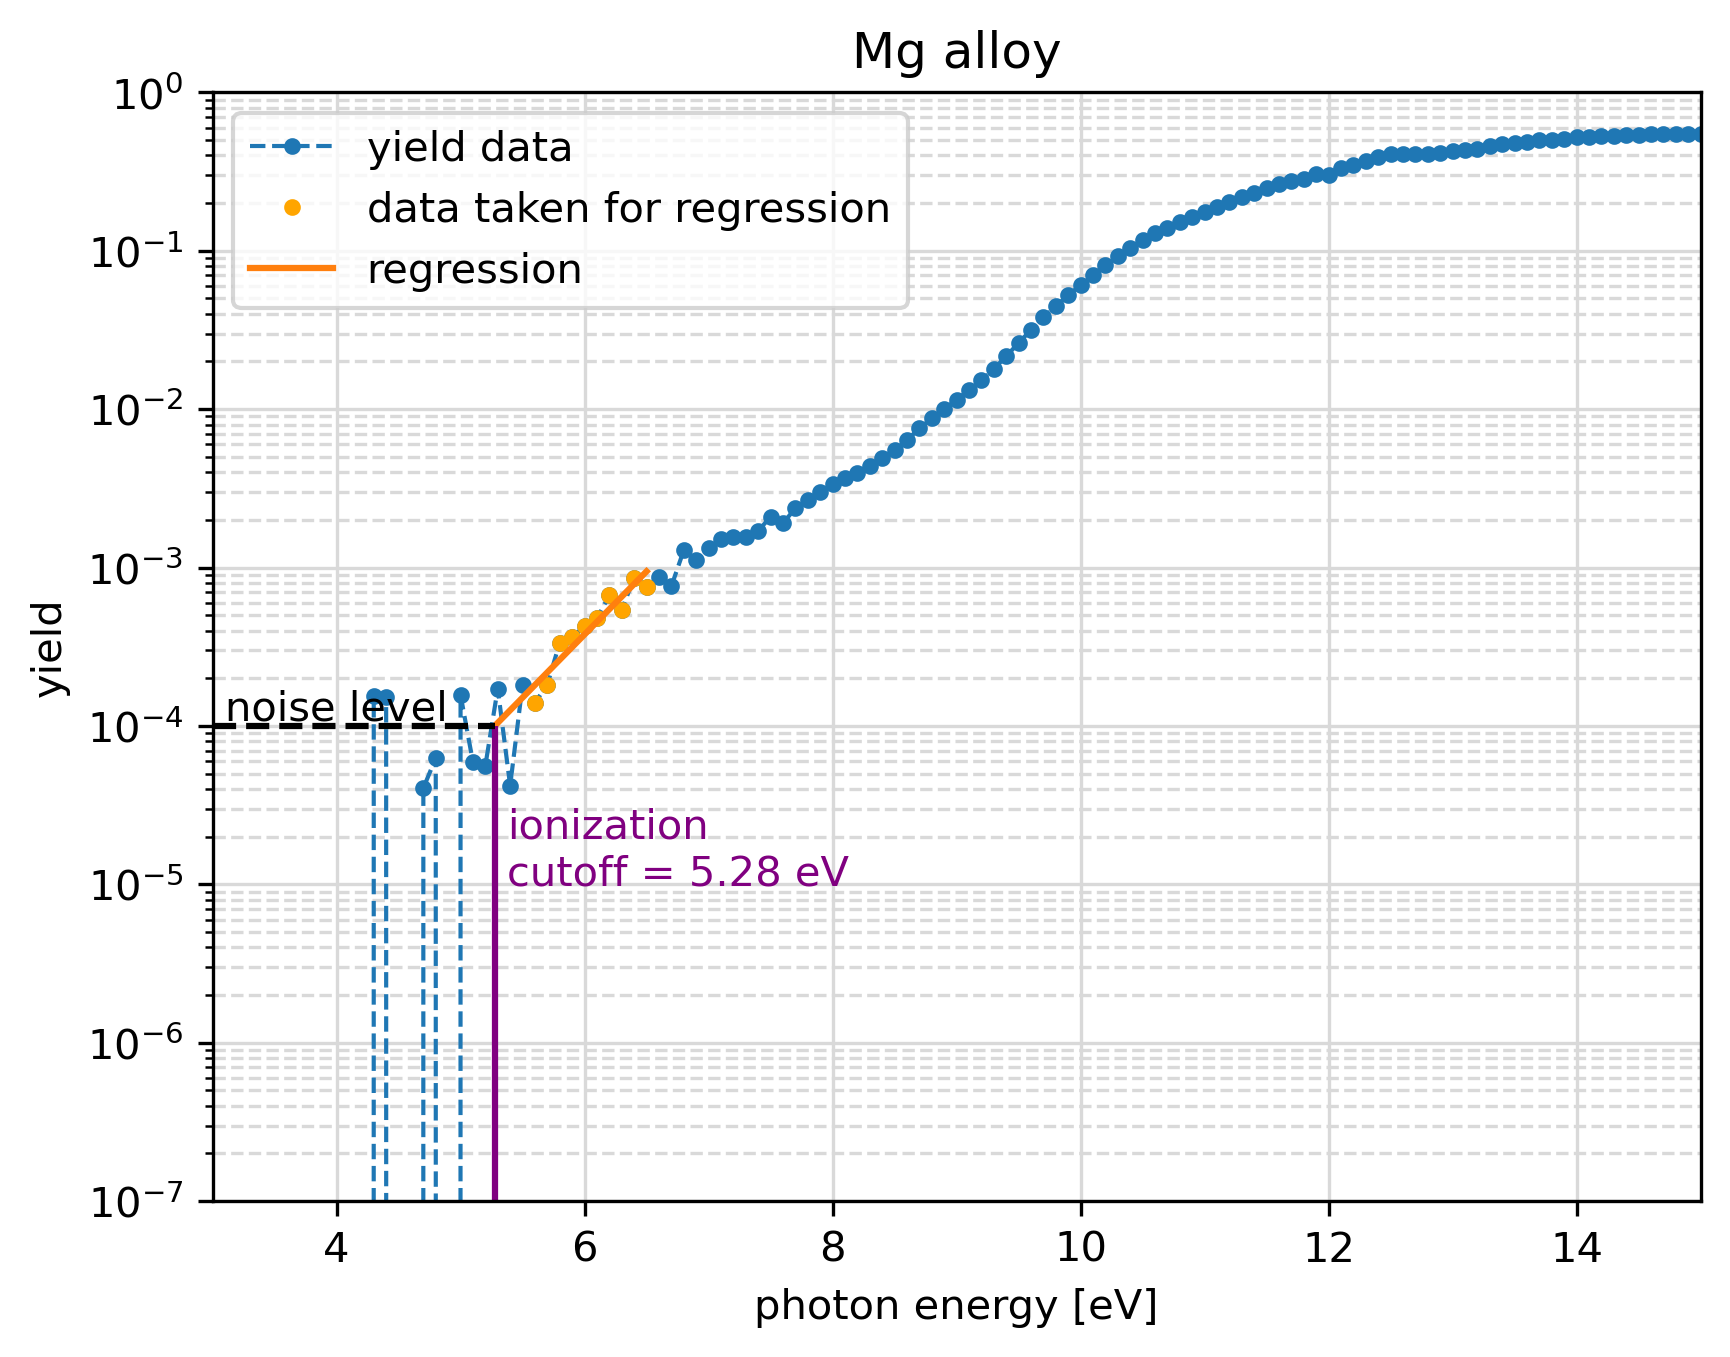 Mg alloy
yield data
data taken for regression
regression
10⁰
10⁻¹
10⁻²
10⁻³
10⁻⁴
10⁻⁵
10⁻⁶
10⁻⁷
yield
noise level
ionization
cutoff = 5.28 eV
4 6 8 10 12 14
photon energy [eV]